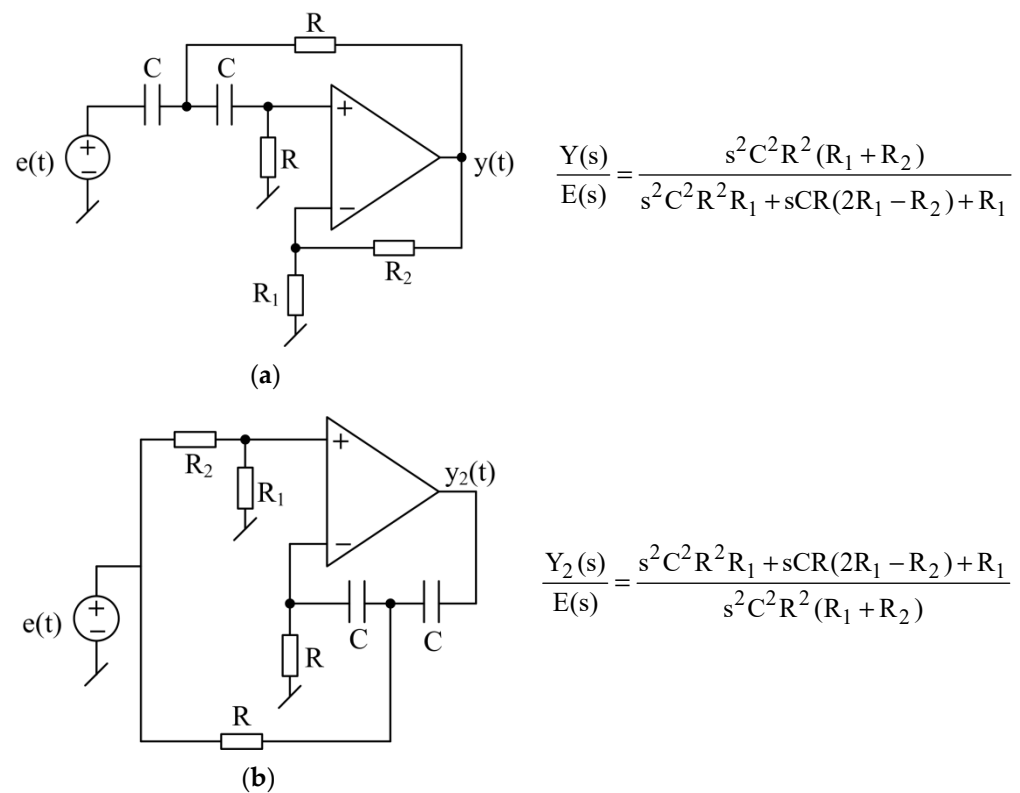 R
C C
+
+
−
e(t)
R
y(t)
−
R₂
R₁
Y(s)/E(s) = s²C²R²(R₁ + R₂) / s²C²R²R₁ + sCR(2R₁ − R₂) + R₁
(a)
+
R₂
y₂(t)
R₁
−
+
−
e(t)
C
C
R
R
Y₂(s)/E(s) = s²C²R²R₁ + sCR(2R₁ − R₂) + R₁ / s²C²R²(R₁ + R₂)
(b)